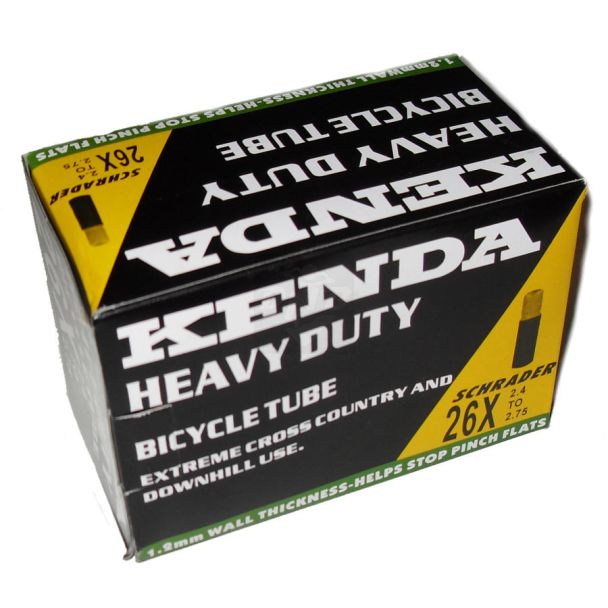 1.2mm WALL THICKNESS-HELPS STOP PINCH FLATS
SCHRADER
26X 2.4 TO 2.75
BICYCLE TUBE
HEAVY DUTY
KENDA
KENDA
HEAVY DUTY
BICYCLE TUBE
EXTREME CROSS COUNTRY AND
DOWNHILL USE.
SCHRADER
26X 2.4 TO 2.75
1.2mm WALL THICKNESS-HELPS STOP PINCH FLATS